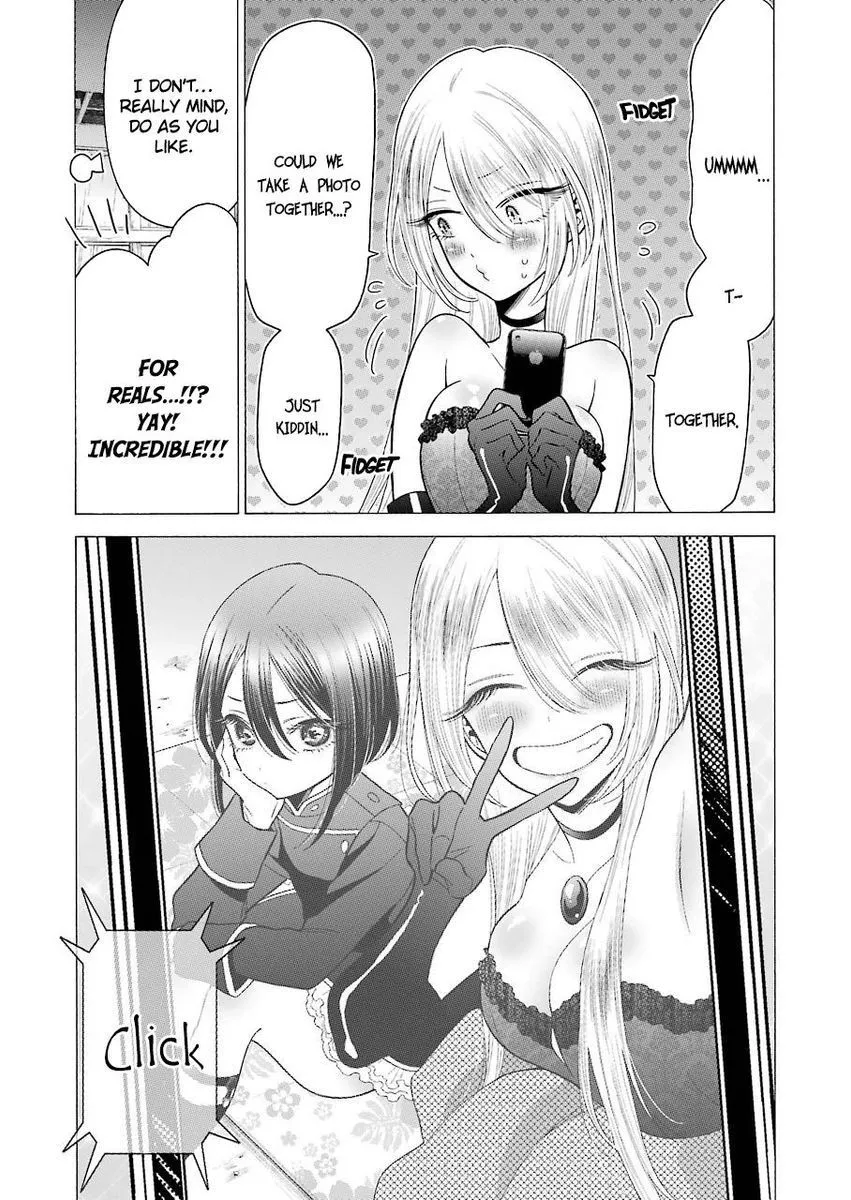 UMMMM
...
T-
TOGETHER.
FIDGET
COULD WE
TAKE A PHOTO
TOGETHER...?
JUST
KIDDIN...
FIDGET
I DON'T...
REALLY MIND,
DO AS YOU
LIKE.
FOR
REALS...!!?
YAY!
INCREDIBLE!!!
Click